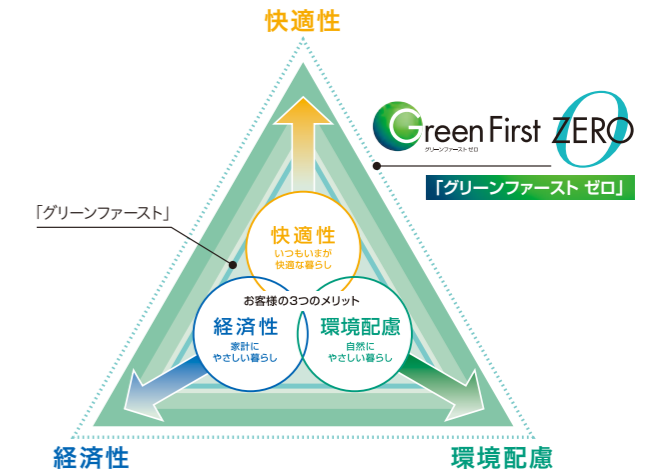 快適性
Green First ZERO
グリーンファースト ゼロ
「グリーンファースト ゼロ」
「グリーンファースト」
快適性
いつもいまが
快適な暮らし
お客様の3つのメリット
経済性
家計に
やさしい暮らし
環境配慮
自然に
やさしい暮らし
経済性
環境配慮